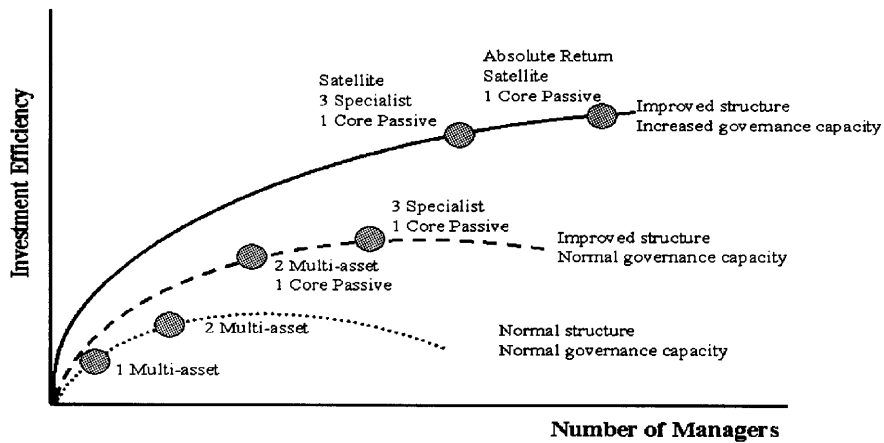 Investment Efficiency
Absolute Return
Satellite
1 Core Passive
Satellite
3 Specialist
1 Core Passive
Improved structure
Increased governance capacity
3 Specialist
1 Core Passive
Improved structure
Normal governance capacity
2 Multi-asset
1 Core Passive
2 Multi-asset
Normal structure
Normal governance capacity
1 Multi-asset
Number of Managers